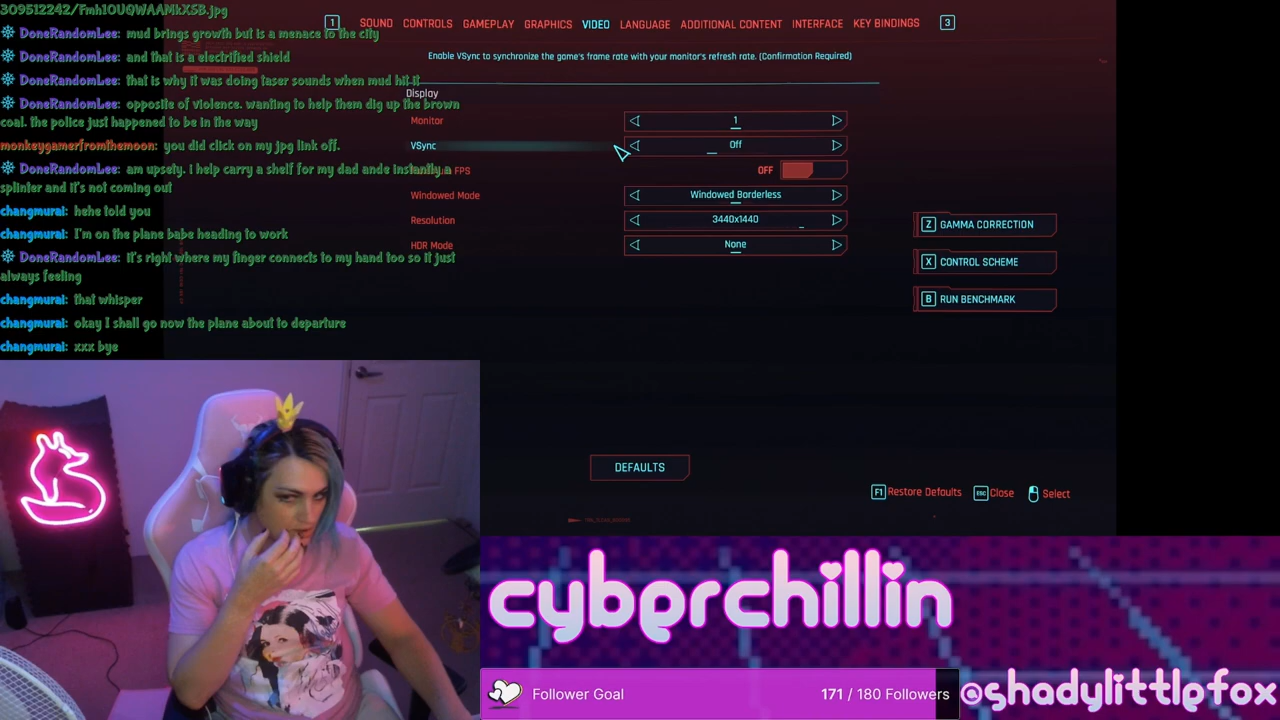 309512242/Fmh10UQWAAMkXSB.jpg
DoneRandomLee: mud brings growth but is a menace to the city
DoneRandomLee: and that is a electrified shield
DoneRandomLee: that is why it was doing taser sounds when mud hit it
DoneRandomLee: opposite of violence. wanting to help them dig up the brown
coal. the police just happened to be in the way
monkeygamerfromthemoon: you did click on my jpg link off.
DoneRandomLee: am upsety. i help carry a shelf for my dad ande instantly a
splinter and it's not coming out
changmurai: hehe told you
changmurai: I'm on the plane babe heading to work
DoneRandomLee: it's right where my finger connects to my hand too so it just
always feeling
changmurai: that whisper
changmurai: okay I shall go now the plane about to departure
changmurai: xxx bye
1 SOUND CONTROLS GAMEPLAY GRAPHICS VIDEO LANGUAGE ADDITIONAL CONTENT INTERFACE KEY BINDINGS 3
Enable VSync to synchronize the game's frame rate with your monitor's refresh rate. (Confirmation Required)
Display
Monitor 1
VSync Off
FPS OFF
Windowed Mode Windowed Borderless
Resolution 3440x1440
HDR Mode None
Z GAMMA CORRECTION
X CONTROL SCHEME
B RUN BENCHMARK
DEFAULTS
F1 Restore Defaults ESC Close Select
cyberchillin
Follower Goal 171 / 180 Followers
@shadylittlefox